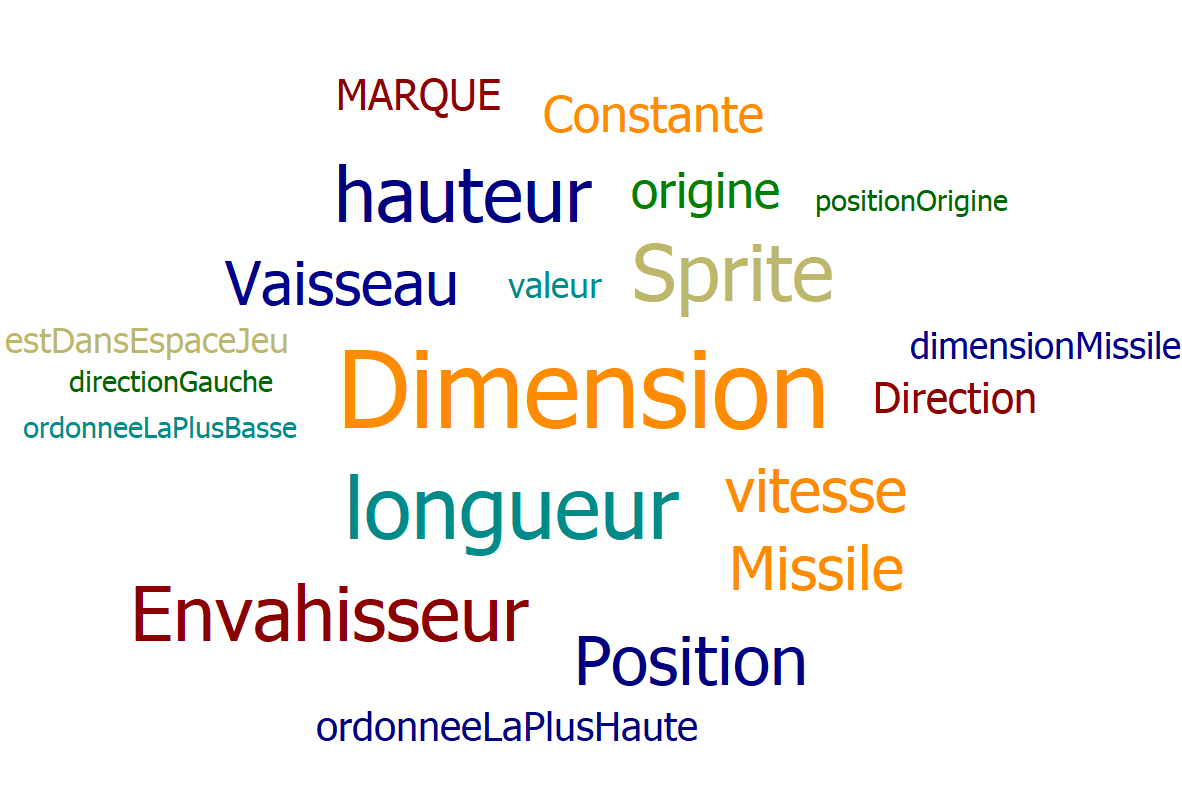 MARQUE
Constante
hauteur
origine
positionOrigine
Vaisseau
valeur
Sprite
estDansEspaceJeu
dimensionMissile
directionGauche
Dimension
Direction
ordonneeLaPlusBasse
longueur
vitesse
Missile
Envahisseur
Position
ordonneeLaPlusHaute